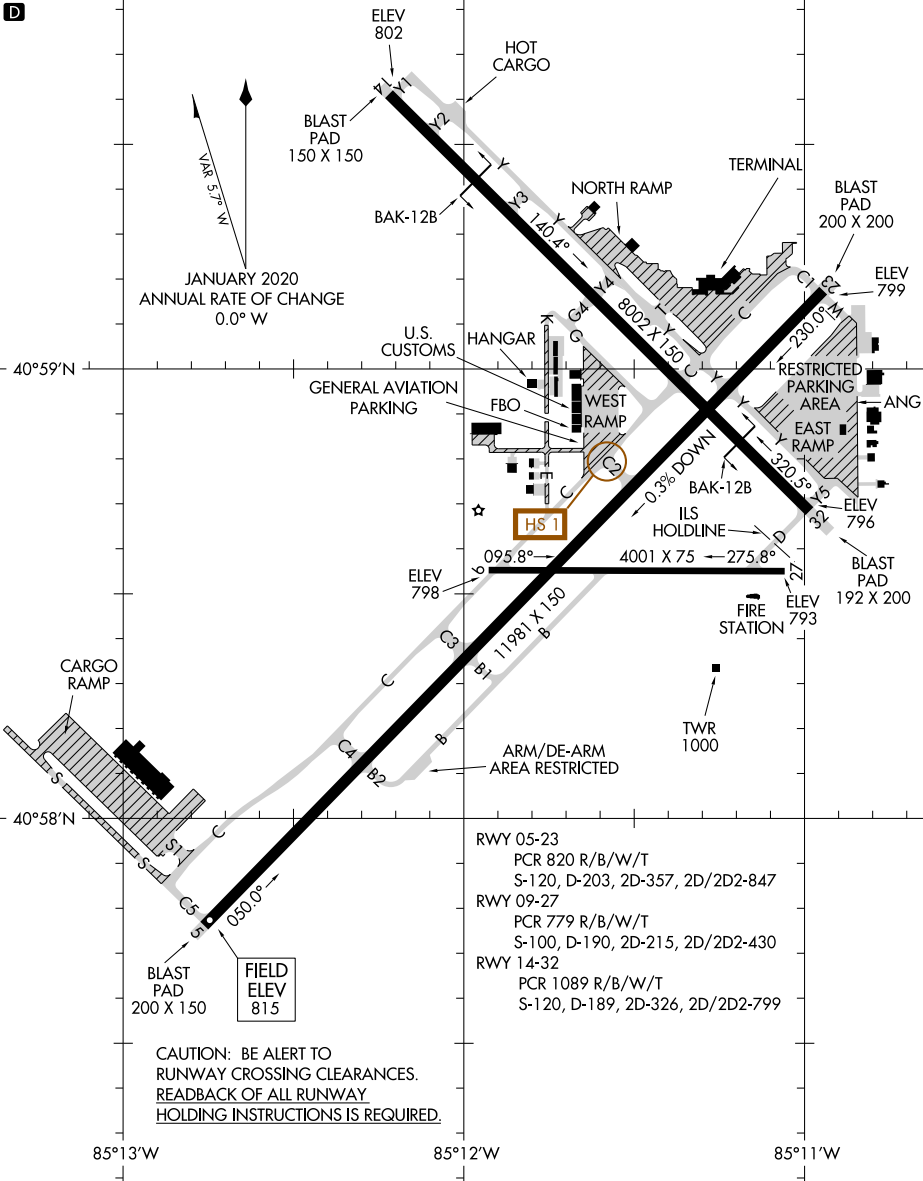 D
ELEV
802
HOT
CARGO
14
Y1
Y2
BLAST
PAD
150 X 150
VAR 5.7° W
JANUARY 2020
ANNUAL RATE OF CHANGE
0.0° W
BAK-12B
Y
Y3
Y
140.4°
NORTH RAMP
TERMINAL
BLAST
PAD
200 X 200
ELEV
799
23
C1
W
230.0°
C
Y4
G4
G
8002 X 150
Y
C
Y
K
HANGAR
U.S.
CUSTOMS
40°59'N
GENERAL AVIATION
PARKING
FBO
WEST
RAMP
RESTRICTED
PARKING
AREA
ANG
EAST
RAMP
Y
Y
320.5°
Y5
BAK-12B
0.3% DOWN
C2
E
C
HS 1
ILS
HOLDLINE
D
ELEV
796
32
BLAST
PAD
192 X 200
095.8°
4001 X 75
275.8°
9
27
ELEV
798
ELEV
793
FIRE
STATION
11981 X 150
B
C3
B1
C
B
C4
B2
TWR
1000
ARM/DE-ARM
AREA RESTRICTED
CARGO
RAMP
S
S
S1
C
C5
5
050.0°
40°58'N
BLAST
PAD
200 X 150
FIELD
ELEV
815
RWY 05-23
PCR 820 R/B/W/T
S-120, D-203, 2D-357, 2D/2D2-847
RWY 09-27
PCR 779 R/B/W/T
S-100, D-190, 2D-215, 2D/2D2-430
RWY 14-32
PCR 1089 R/B/W/T
S-120, D-189, 2D-326, 2D/2D2-799
CAUTION: BE ALERT TO
RUNWAY CROSSING CLEARANCES.
READBACK OF ALL RUNWAY
HOLDING INSTRUCTIONS IS REQUIRED.
85°13'W
85°12'W
85°11'W